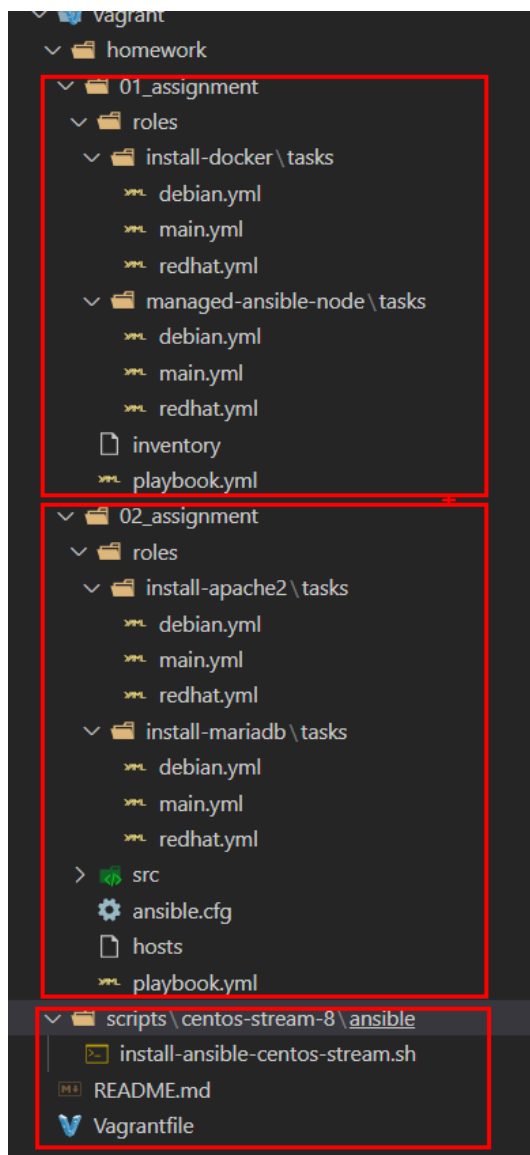 vagrant
homework
01_assignment
roles
install-docker\tasks
debian.yml
main.yml
redhat.yml
managed-ansible-node\tasks
debian.yml
main.yml
redhat.yml
inventory
playbook.yml
02_assignment
roles
install-apache2\tasks
debian.yml
main.yml
redhat.yml
install-mariadb\tasks
debian.yml
main.yml
redhat.yml
src
ansible.cfg
hosts
playbook.yml
scripts\centos-stream-8\ansible
install-ansible-centos-stream.sh
README.md
Vagrantfile